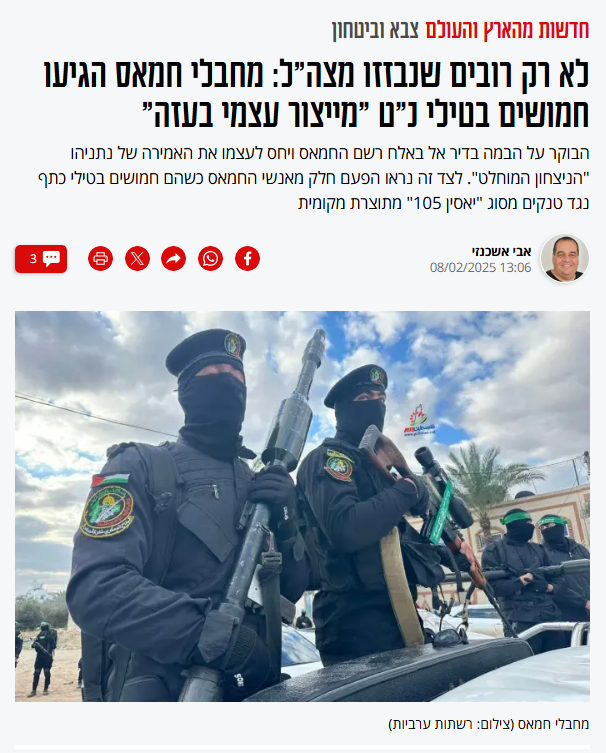 חדשות מהארץ והעולם צבא וביטחון
לא רק רובים שנבזזו מצה"ל: מחבלי חמאס הגיעו
חמושים בטילי נ"ט "מייצור עצמי בעזה"
הבוקר על הבמה בדיר אל באלח רשם החמאס ויחס לעצמו את האמירה של נתניהו
"הניצחון המוחלט". לצד זה נראו הפעם חלק מאנשי החמאס כשהם חמושים בטילי כתף
נגד טנקים מסוג "יאסין 105" מתוצרת מקומית
אבי אשכנזי
08/02/2025 13:06
3
מחבלי חמאס (צילום: רשתות ערביות)